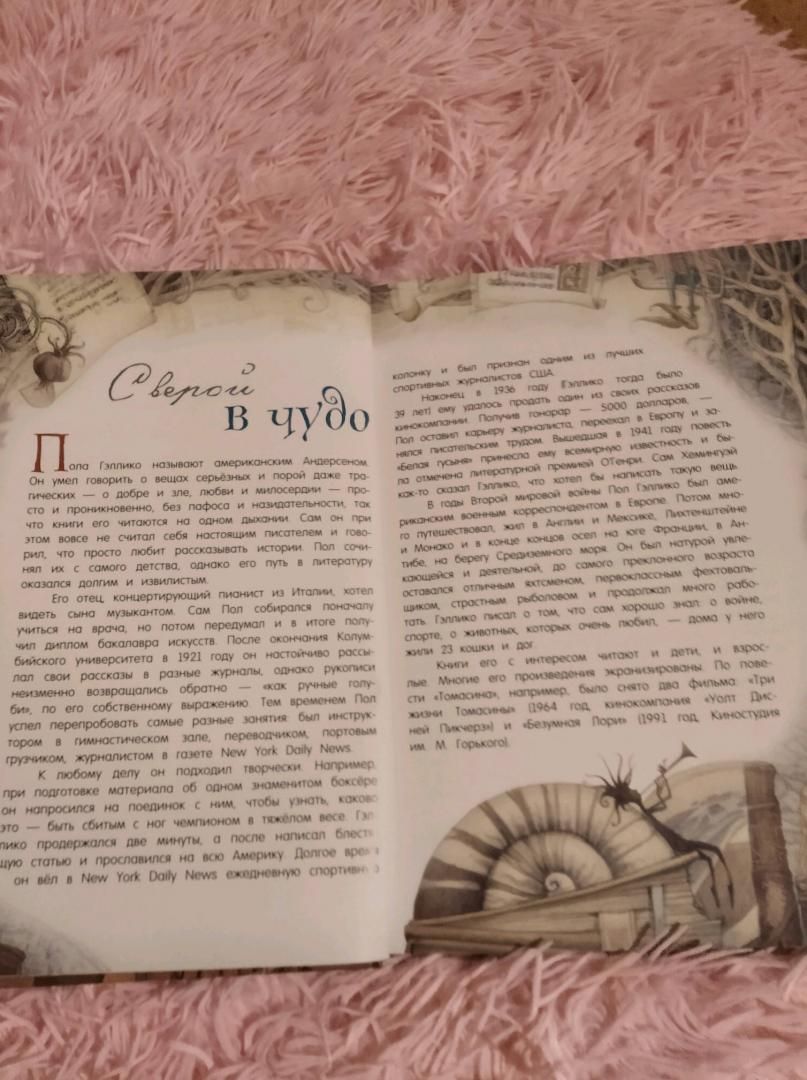 С верой
в чудо
Пола Гэллико называют американским Андерсеном.
Он умел говорить о вещах серьёзных и порой даже тра-
гических — о добре и зле, любви и милосердии — про-
сто и проникновенно, без пафоса и назидательности, так
что книги его читаются на одном дыхании. Сам он при
этом вовсе не считал себя настоящим писателем и гово-
рил, что просто любит рассказывать истории. Пол сочи-
нял их с самого детства, однако его путь в литературу
оказался долгим и извилистым.
Его отец, концертирующий пианист из Италии, хотел
видеть сына музыкантом. Сам Пол собирался поначалу
учиться на врача, но потом передумал и в итоге полу-
чил диплом бакалавра искусств. После окончания Колум-
бийского университета в 1921 году он настойчиво рассы-
лал свои рассказы в разные журналы, однако рукописи
неизменно возвращались обратно — «как ручные голу-
би», по его собственному выражению. Тем временем Пол
успел перепробовать самые разные занятия: был инструк-
тором в гимнастическом зале, переводчиком, портовым
грузчиком, журналистом в газете New York Daily News.
К любому делу он подходил творчески. Например,
при подготовке материала об одном знаменитом боксёре
он напросился на поединок с ним, чтобы узнать, каково
это — быть сбитым с ног чемпионом в тяжёлом весе. Гэл-
лико продержался две минуты, а после написал блестя
щую статью и прославился на всю Америку. Долгое время
он вёл в New York Daily News ежедневную спортивную
колонку и был признан одним из лучших
спортивных журналистов США.
Наконец в 1936 году (Гэллико тогда было
39 лет) ему удалось продать один из своих рассказов
кинокомпании. Получив гонорар — 5000 долларов, —
Пол оставил карьеру журналиста, переехал в Европу и за-
нялся писательским трудом. Вышедшая в 1941 году повесть
«Белая гусыня» принесла ему всемирную известность и бы-
ла отмечена литературной премией О'Генри. Сам Хемингуэй
как-то сказал Гэллико, что хотел бы написать такую вещь.
В годы Второй мировой войны Пол Гэллико был аме-
риканским военным корреспондентом в Европе. Потом мно-
го путешествовал, жил в Англии и Мексике, Лихтенштейне
и Монако и в конце концов осел на юге Франции, в Ан-
тибе, на берегу Средиземного моря. Он был натурой увле-
кающейся и деятельной, до самого преклонного возраста
оставался отличным яхтсменом, первоклассным фехтоваль-
щиком, страстным рыболовом и продолжал много рабо-
тать. Гэллико писал о том, что сам хорошо знал: о войне,
спорте, о животных, которых очень любил, — дома у него
жили 23 кошки и дог.
Книги его с интересом читают и дети, и взрос-
лые. Многие его произведения экранизированы. По пове-
сти «Томасина», например, было снято два фильма: «Три
жизни Томасины» (1964 год, кинокомпания «Уолт Дис-
ней Пикчерз») и «Безумная Лори» (1991 год, Киностудия
им. М. Горького).